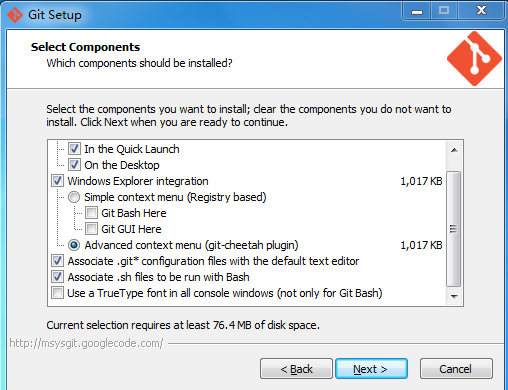 Git Setup
Select Components
Which components should be installed?
Select the components you want to install; clear the components you do not want to
install. Click Next when you are ready to continue.
In the Quick Launch
On the Desktop
Windows Explorer integration 1,017 KB
Simple context menu (Registry based)
Git Bash Here
Git GUI Here
Advanced context menu (git-cheetah plugin) 1,017 KB
Associate .git* configuration files with the default text editor
Associate .sh files to be run with Bash
Use a TrueType font in all console windows (not only for Git Bash)
Current selection requires at least 76.4 MB of disk space.
http://msysgit.googlecode.com/
< Back Next > Cancel